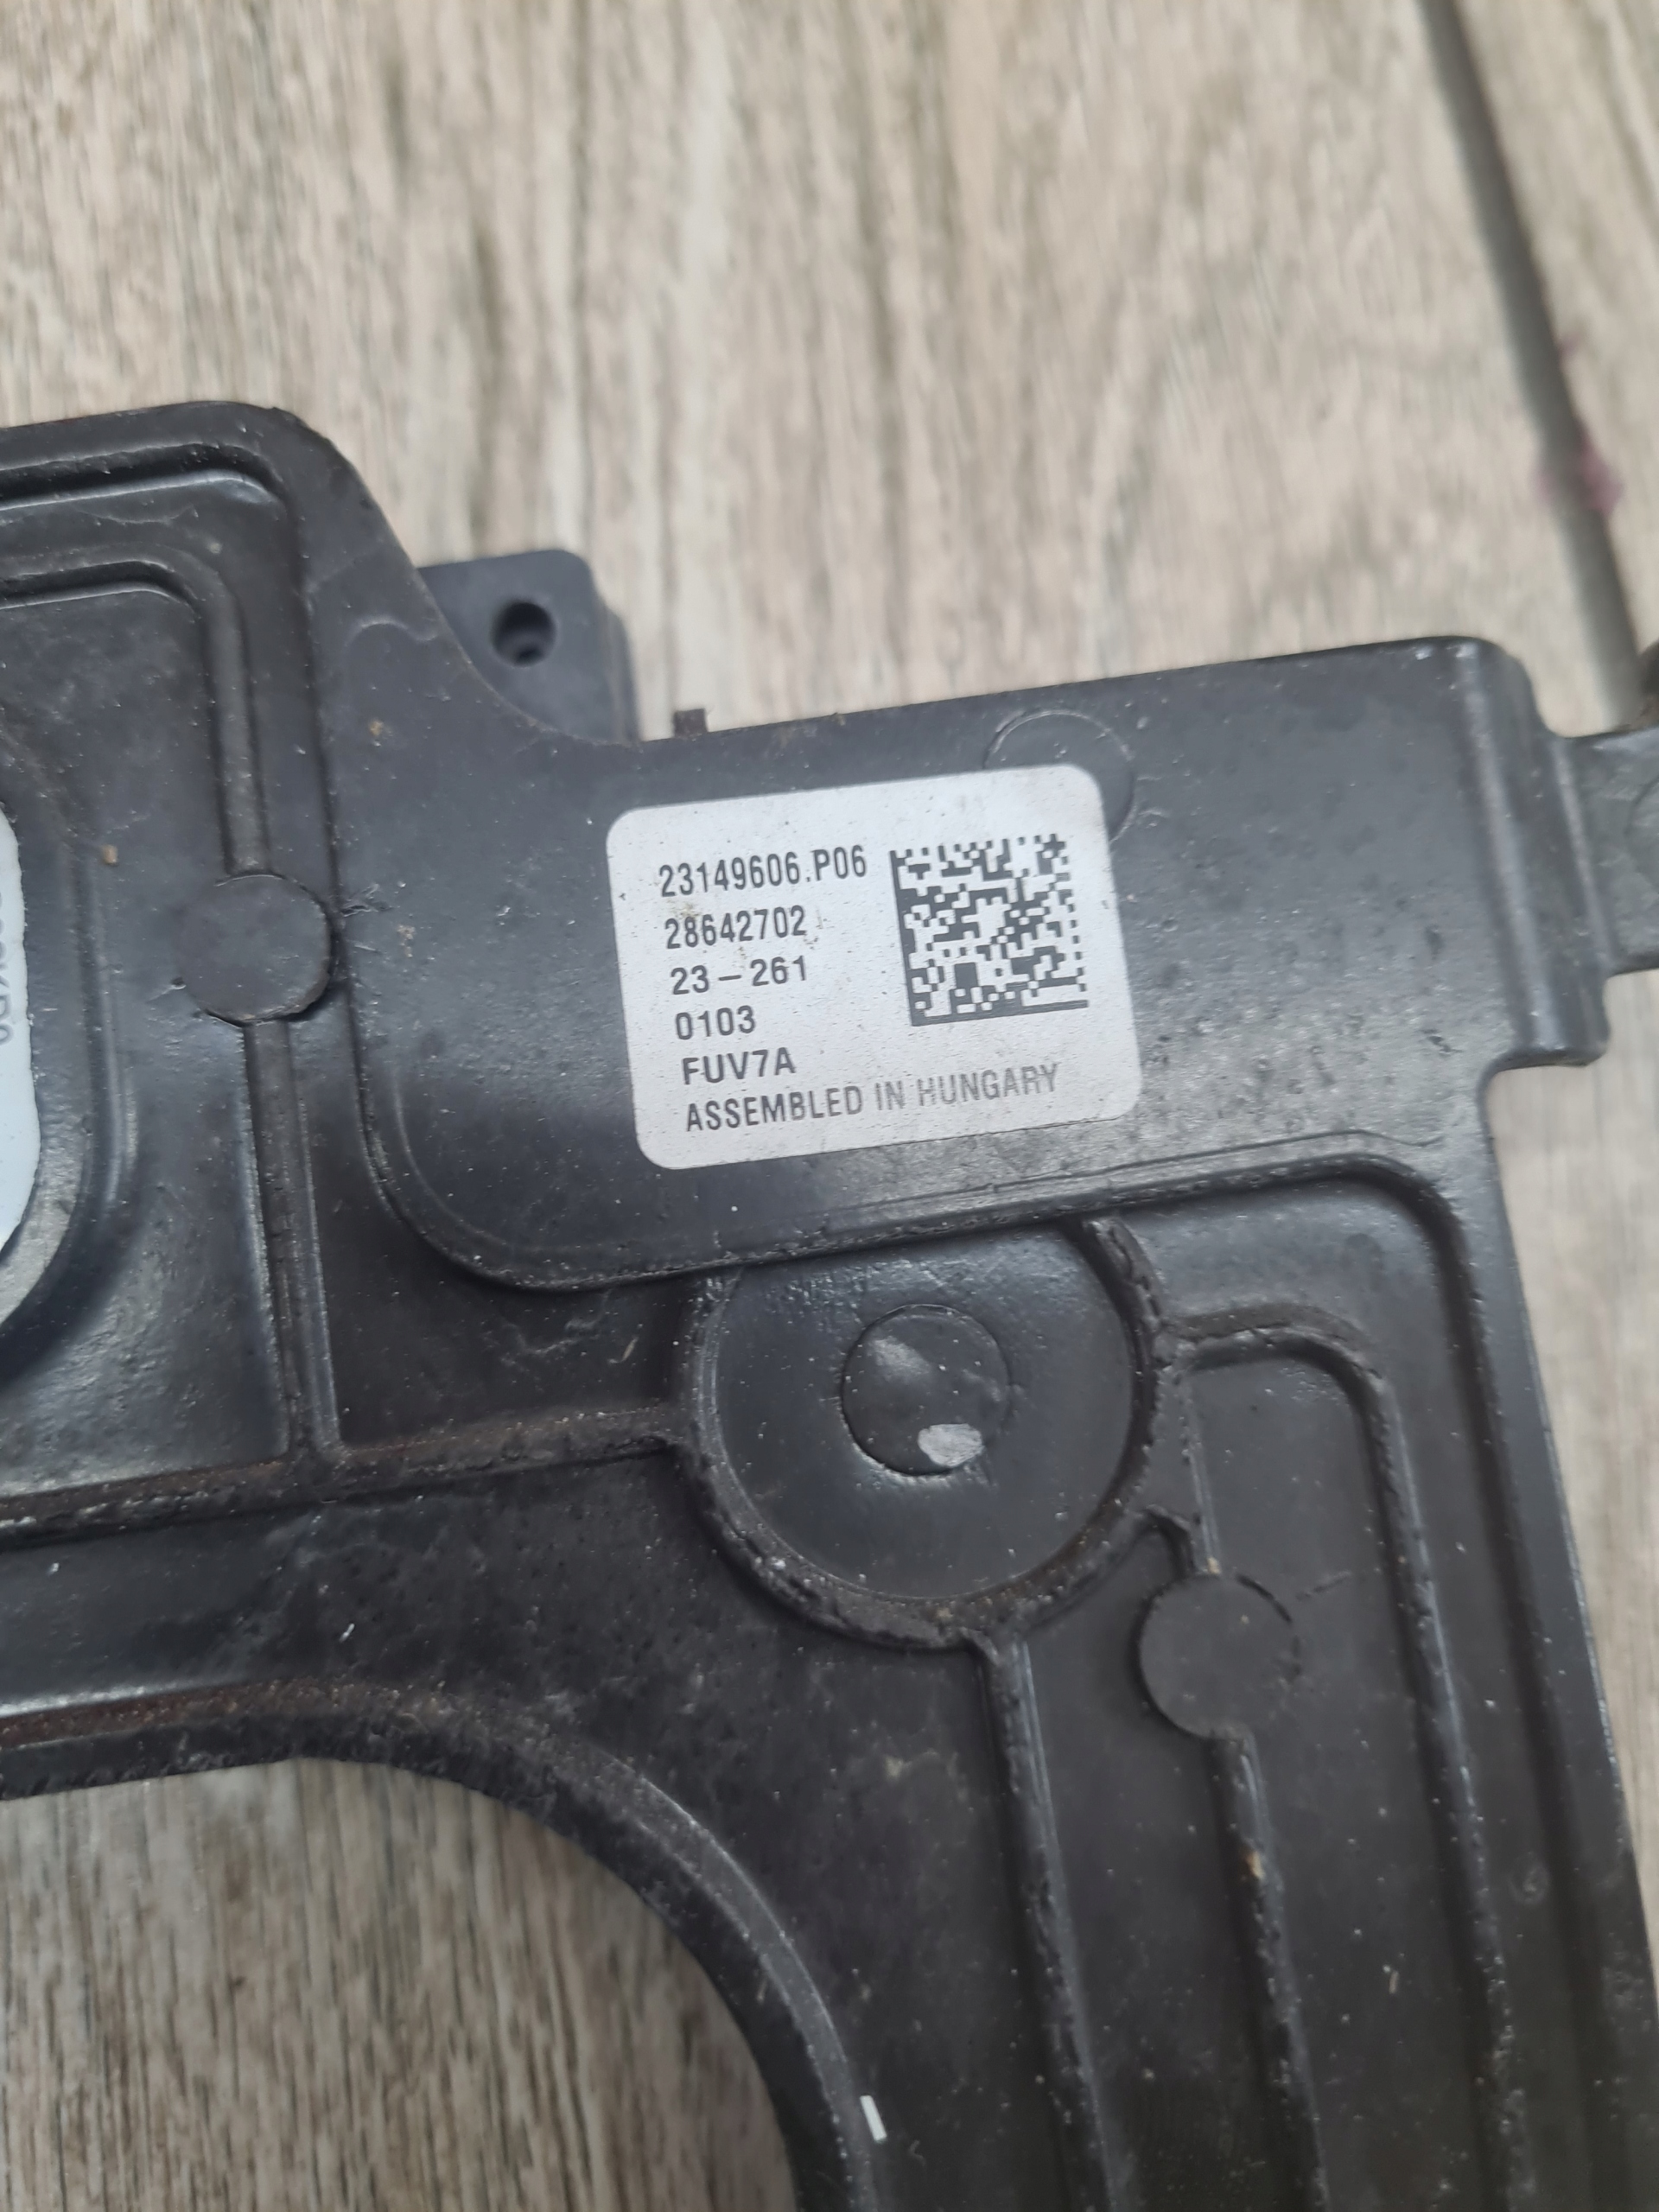 23149606.P06
28642702
23-261
0103
FUV7A
ASSEMBLED IN HUNGARY